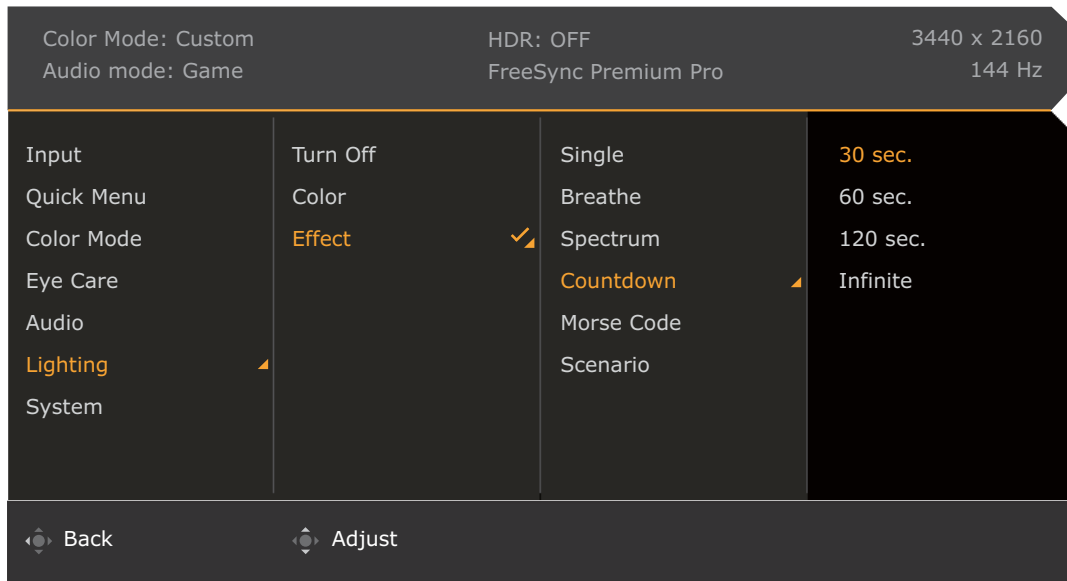 Color Mode: Custom
HDR: OFF
3440 x 2160
Audio mode: Game
FreeSync Premium Pro
144 Hz
Input
Quick Menu
Color Mode
Eye Care
Audio
Lighting
System
Turn Off
Color
Effect
Single
Breathe
Spectrum
Countdown
Morse Code
Scenario
30 sec.
60 sec.
120 sec.
Infinite
Back
Adjust